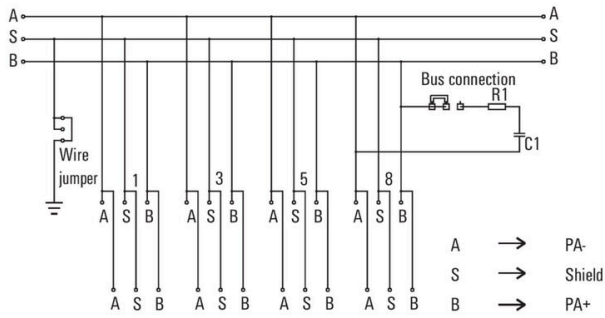 A A
S S
B B
Bus connection
R1
C1
Wire
jumper
1 3 5 8
A S B A S B A S B A S B
A → PA-
S → Shield
B → PA+
A S B A S B A S B A S B